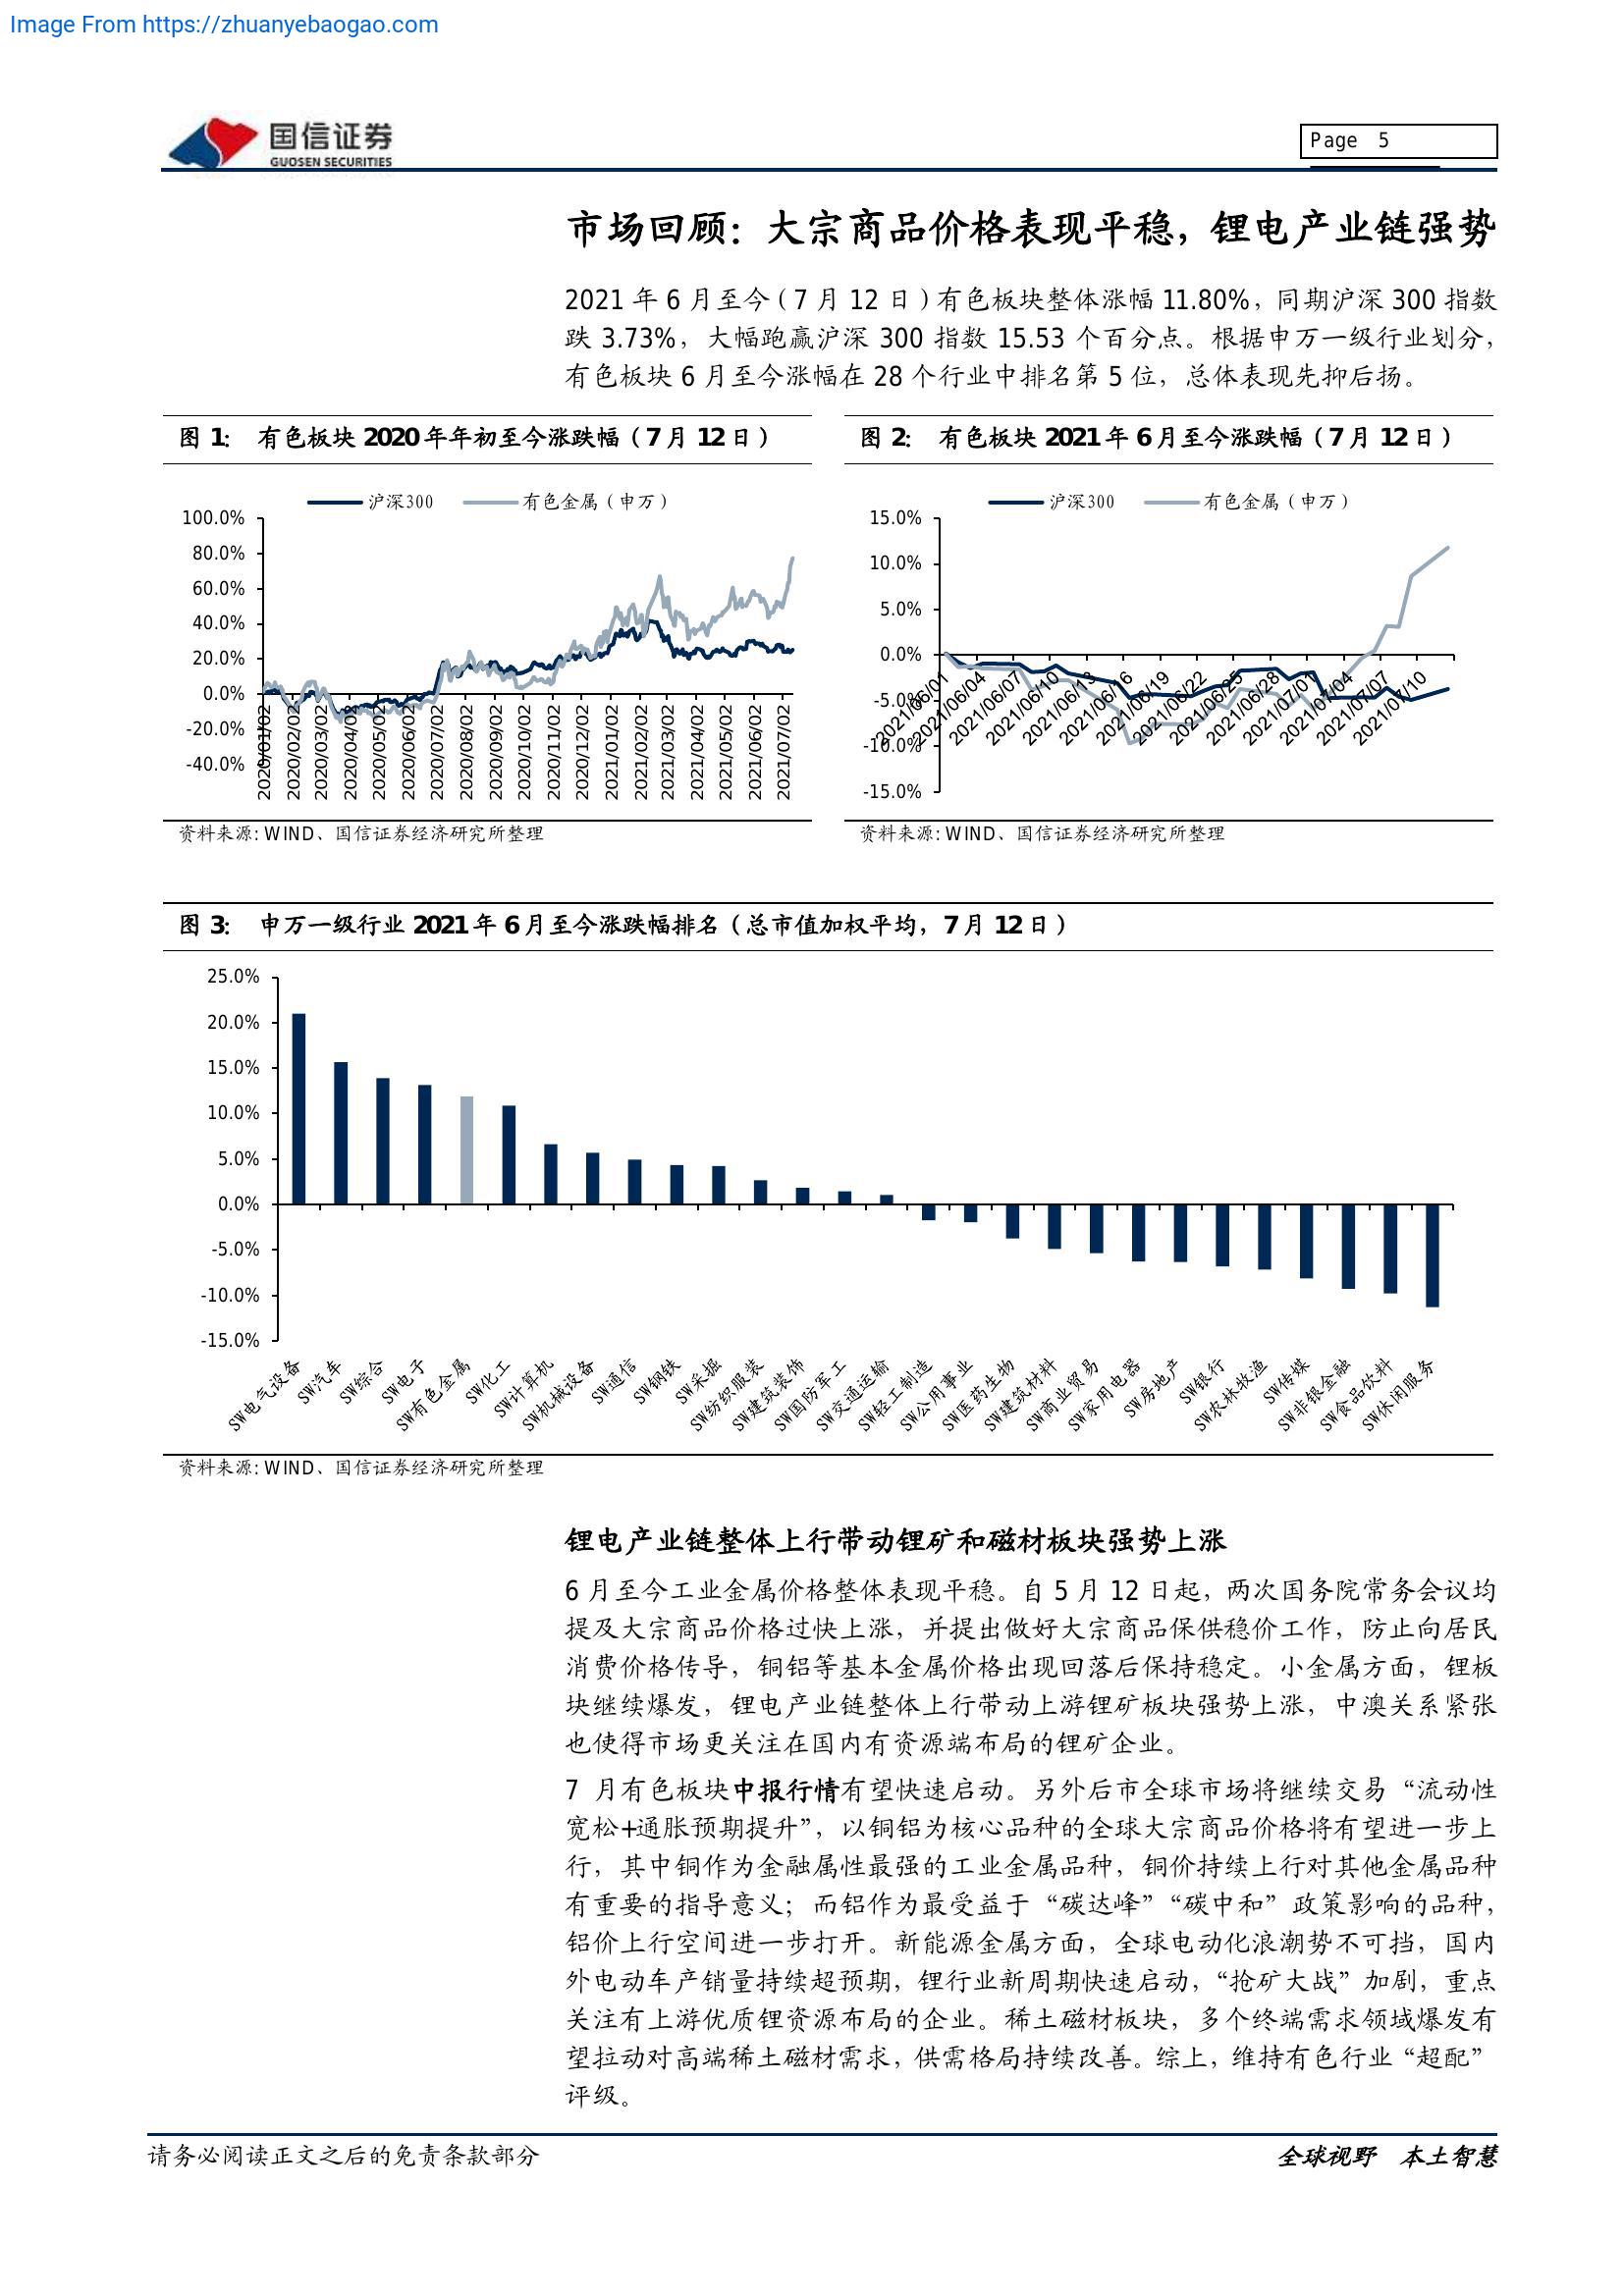 Image From https://zhuanyebaogao.com
国信证券
GUOSEN SECURITIES
Page 5
市场回顾：大宗商品价格表现平稳，锂电产业链强势
2021 年 6 月至今（7 月 12 日）有色板块整体涨幅 11.80%，同期沪深 300 指数
跌 3.73%，大幅跑赢沪深 300 指数 15.53 个百分点。根据申万一级行业划分，
有色板块 6 月至今涨幅在 28 个行业中排名第 5 位，总体表现先抑后扬。
图 1： 有色板块 2020 年年初至今涨跌幅（7 月 12 日）
沪深300 有色金属（申万）
100.0%
80.0%
60.0%
40.0%
20.0%
0.0%
-20.0%
-40.0%
2020/01/02
2020/02/02
2020/03/02
2020/04/02
2020/05/02
2020/06/02
2020/07/02
2020/08/02
2020/09/02
2020/10/02
2020/11/02
2020/12/02
2021/01/02
2021/02/02
2021/03/02
2021/04/02
2021/05/02
2021/06/02
2021/07/02
资料来源: WIND、国信证券经济研究所整理
图 2： 有色板块 2021 年 6 月至今涨跌幅（7 月 12 日）
沪深300 有色金属（申万）
15.0%
10.0%
5.0%
0.0%
-5.0%
-10.0%
-15.0%
2021/06/01
2021/06/04
2021/06/07
2021/06/10
2021/06/13
2021/06/16
2021/06/19
2021/06/22
2021/06/25
2021/06/28
2021/07/01
2021/07/04
2021/07/07
2021/07/10
资料来源: WIND、国信证券经济研究所整理
图 3： 申万一级行业 2021 年 6 月至今涨跌幅排名（总市值加权平均，7 月 12 日）
25.0%
20.0%
15.0%
10.0%
5.0%
0.0%
-5.0%
-10.0%
-15.0%
SW电气设备
SW汽车
SW综合
SW电子
SW有色金属
SW化工
SW计算机
SW机械设备
SW通信
SW钢铁
SW采掘
SW纺织服装
SW建筑装饰
SW国防军工
SW交通运输
SW轻工制造
SW公用事业
SW医药生物
SW建筑材料
SW商业贸易
SW家用电器
SW房地产
SW银行
SW农林牧渔
SW传媒
SW非银金融
SW食品饮料
SW休闲服务
资料来源: WIND、国信证券经济研究所整理
锂电产业链整体上行带动锂矿和磁材板块强势上涨
6 月至今工业金属价格整体表现平稳。自 5 月 12 日起，两次国务院常务会议均
提及大宗商品价格过快上涨，并提出做好大宗商品保供稳价工作，防止向居民
消费价格传导，铜铝等基本金属价格出现回落后保持稳定。小金属方面，锂板
块继续爆发，锂电产业链整体上行带动上游锂矿板块强势上涨，中澳关系紧张
也使得市场更关注在国内有资源端布局的锂矿企业。
7 月有色板块中报行情有望快速启动。另外后市全球市场将继续交易“流动性
宽松+通胀预期提升”，以铜铝为核心品种的全球大宗商品价格将有望进一步上
行，其中铜作为金融属性最强的工业金属品种，铜价持续上行对其他金属品种
有重要的指导意义；而铝作为最受益于“碳达峰”“碳中和”政策影响的品种，
铝价上行空间进一步打开。新能源金属方面，全球电动化浪潮势不可挡，国内
外电动车产销量持续超预期，锂行业新周期快速启动，“抢矿大战”加剧，重点
关注有上游优质锂资源布局的企业。稀土磁材板块，多个终端需求领域爆发有
望拉动对高端稀土磁材需求，供需格局持续改善。综上，维持有色行业“超配”
评级。
请务必阅读正文之后的免责条款部分
全球视野 本土智慧